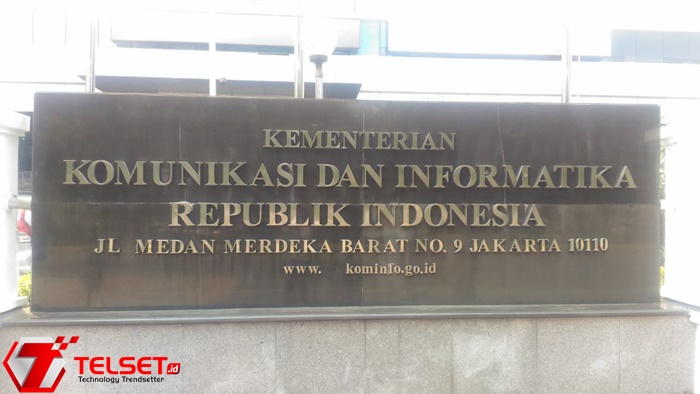 KEMENTERIAN
KOMUNIKASI DAN INFORMATIKA
REPUBLIK INDONESIA
JL MEDAN MERDEKA BARAT NO. 9 JAKARTA 10110
www. kominfo.go.id
TELSET.id
Technology Trendsetter